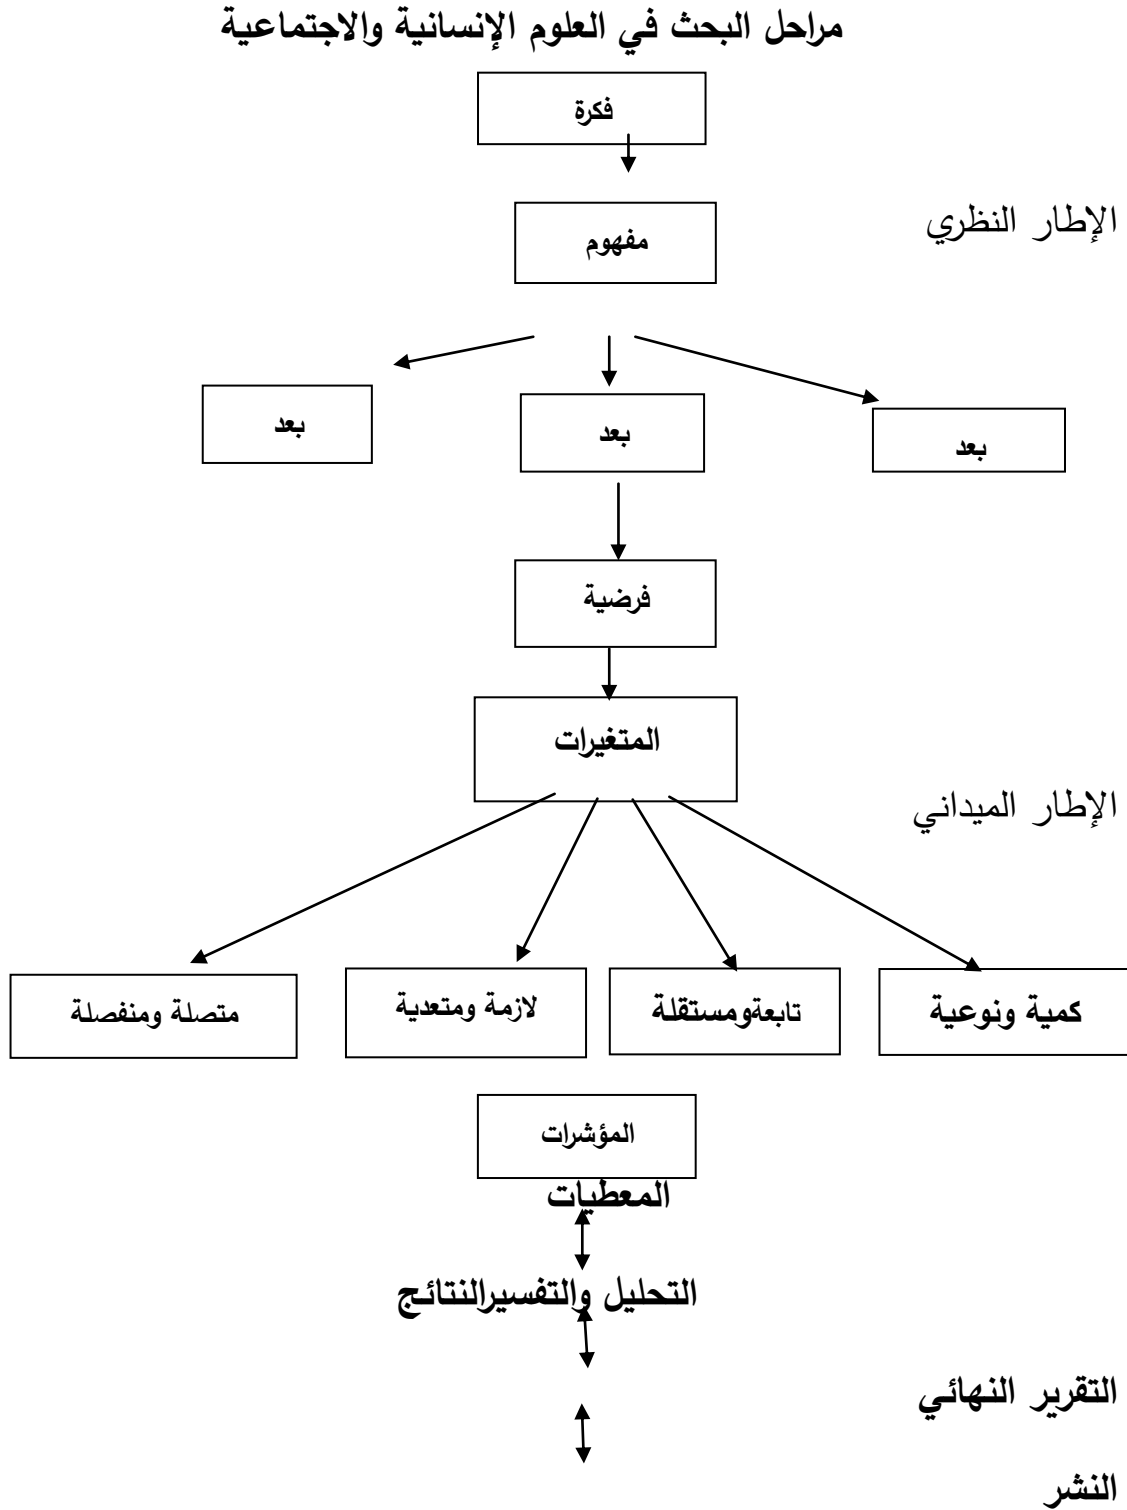 مراحل البحث في العلوم الإنسانية والاجتماعية
فكرة
الإطار النظري
مفهوم
بعد
بعد
بعد
فرضية
المتغيرات
الإطار الميداني
كمية ونوعية
تابعةومستقلة
لازمة ومتعدية
متصلة ومنفصلة
المؤشرات
المعطيات
التحليل والتفسيرالنتائج
التقرير النهائي
النشر